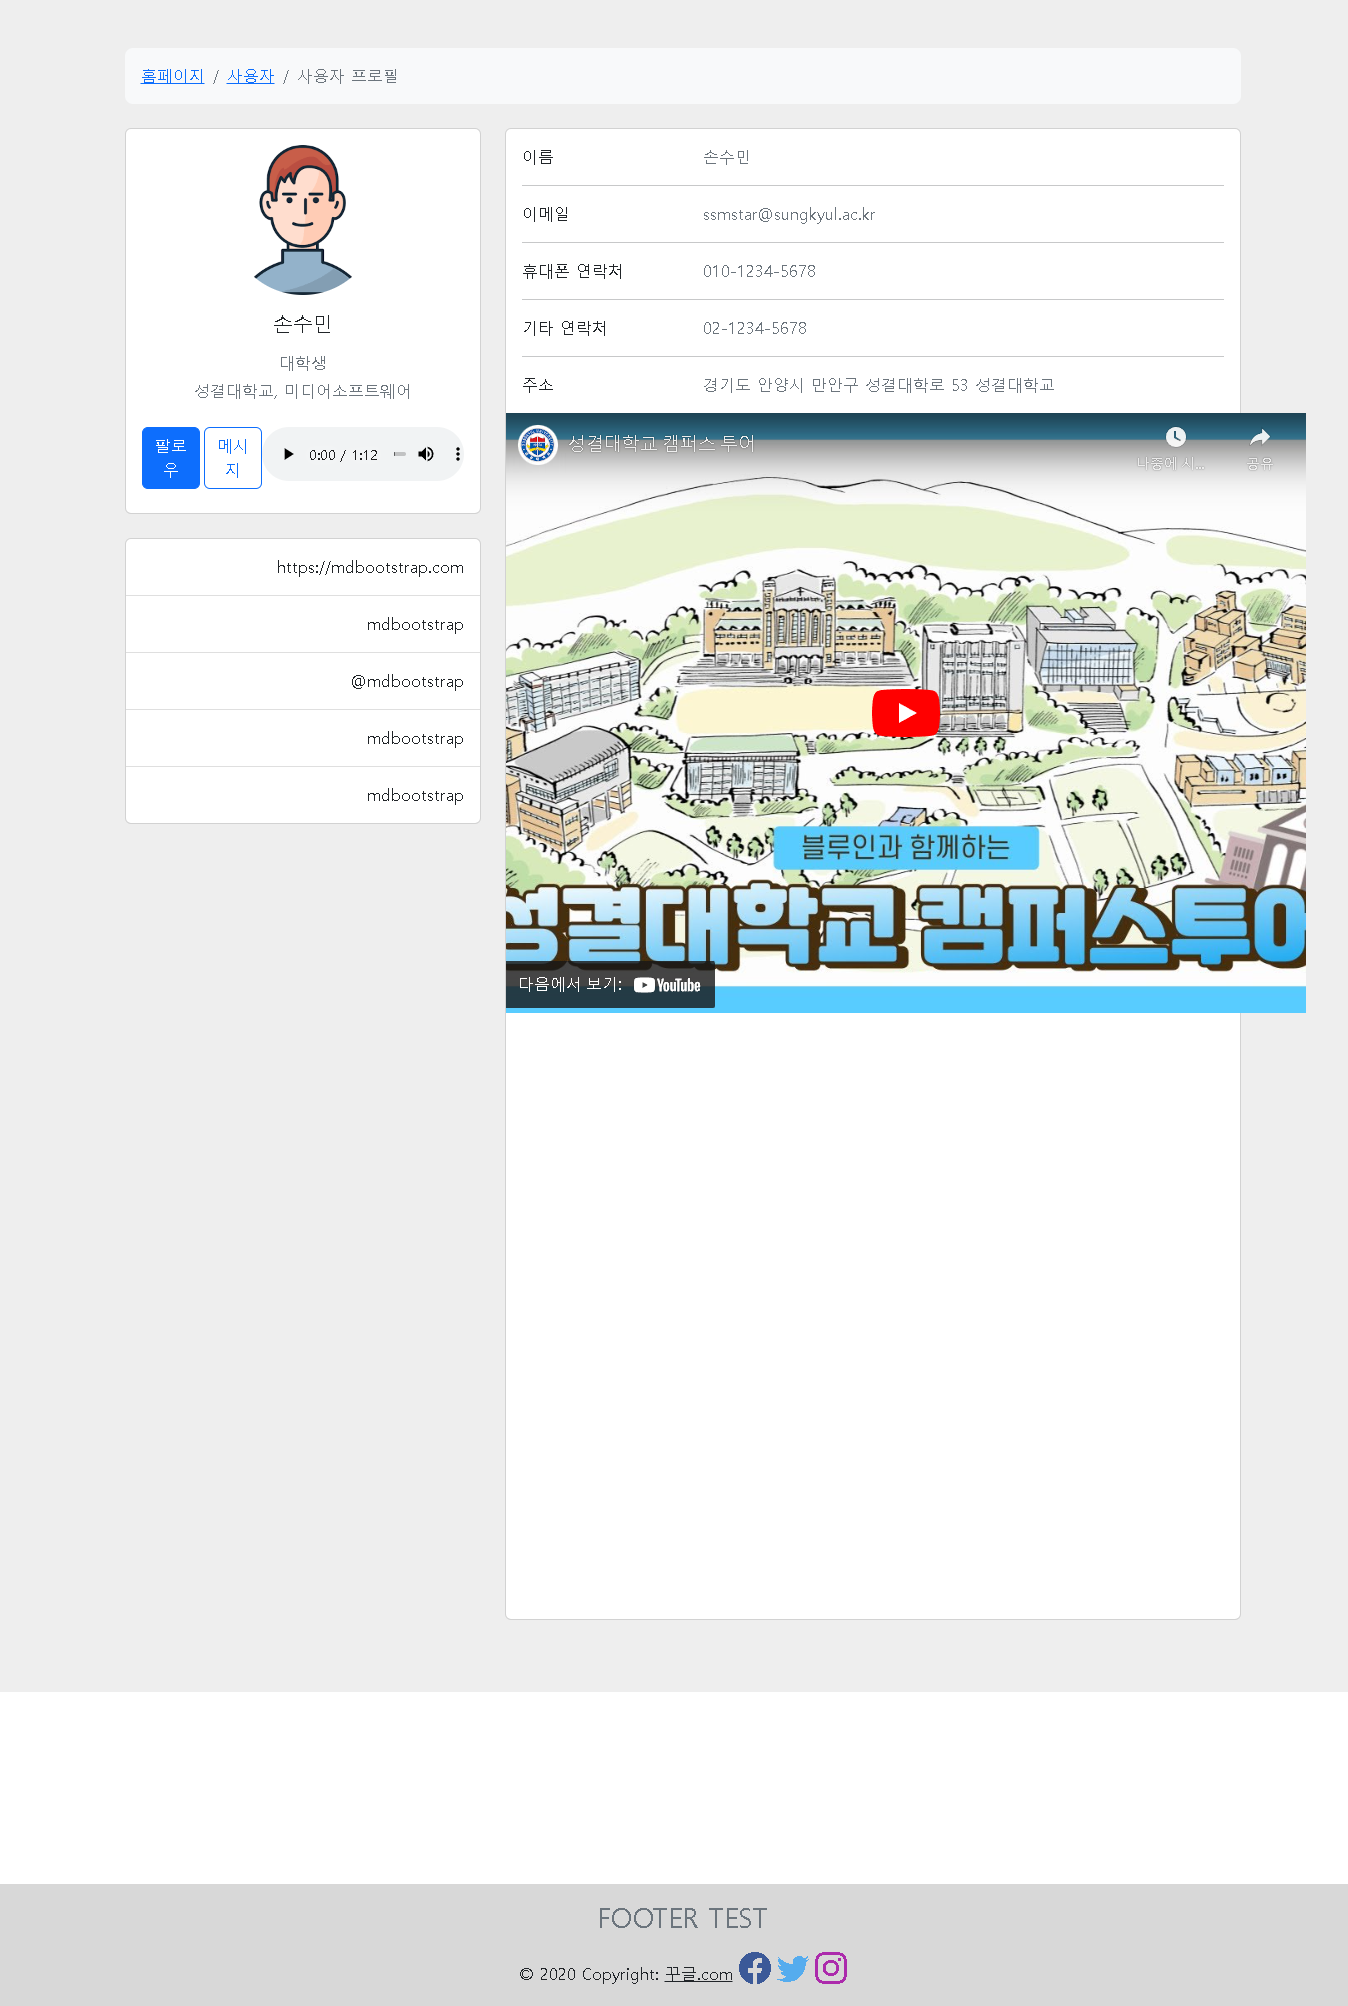 홈페이지 / 사용자 / 사용자 프로필
손수민
대학생
성결대학교, 미디어소프트웨어
팔로우
메시지
0:00 / 1:12
https://mdbootstrap.com
mdbootstrap
@mdbootstrap
mdbootstrap
mdbootstrap
이름 손수민
이메일 ssmstar@sungkyul.ac.kr
휴대폰 연락처 010-1234-5678
기타 연락처 02-1234-5678
주소 경기도 안양시 만안구 성결대학로 53 성결대학교
성결대학교 캠퍼스 투어
나중에 시...
공유
블루인과 함께하는
성결대학교 캠퍼스투어
다음에서 보기: YouTube
FOOTER TEST
© 2020 Copyright: 꾸글.com